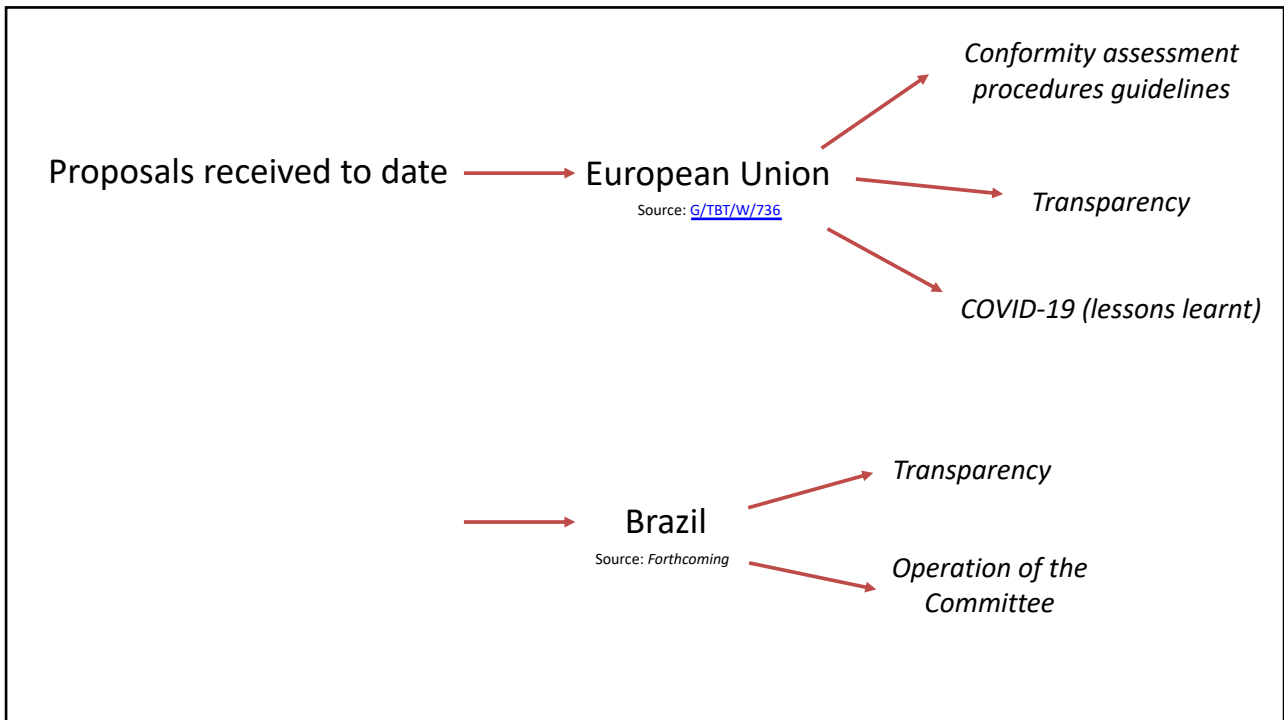 Proposals received to date
European Union
Source: G/TBT/W/736
Conformity assessment
procedures guidelines
Transparency
COVID-19 (lessons learnt)
Brazil
Source: Forthcoming
Transparency
Operation of the
Committee